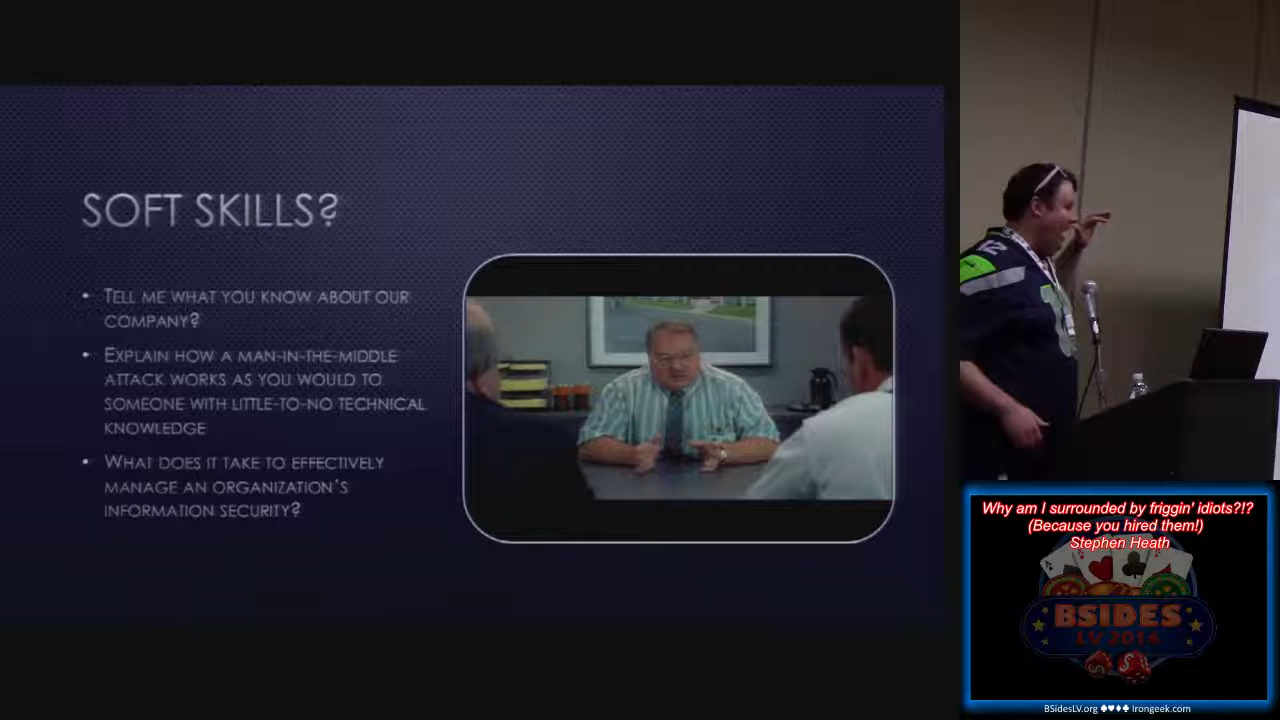 SOFT SKILLS?
• TELL ME WHAT YOU KNOW ABOUT OUR
COMPANY?
• EXPLAIN HOW A MAN-IN-THE-MIDDLE
ATTACK WORKS AS YOU WOULD TO
SOMEONE WITH LITTLE-TO-NO TECHNICAL
KNOWLEDGE
• WHAT DOES IT TAKE TO EFFECTIVELY
MANAGE AN ORGANIZATION'S
INFORMATION SECURITY?
12
Why am I surrounded by friggin' idiots?!?
(Because you hired them!)
Stephen Heath
BSIDES
LV 2014
BSidesLV.org ♠♥♦♣ Irongeek.com